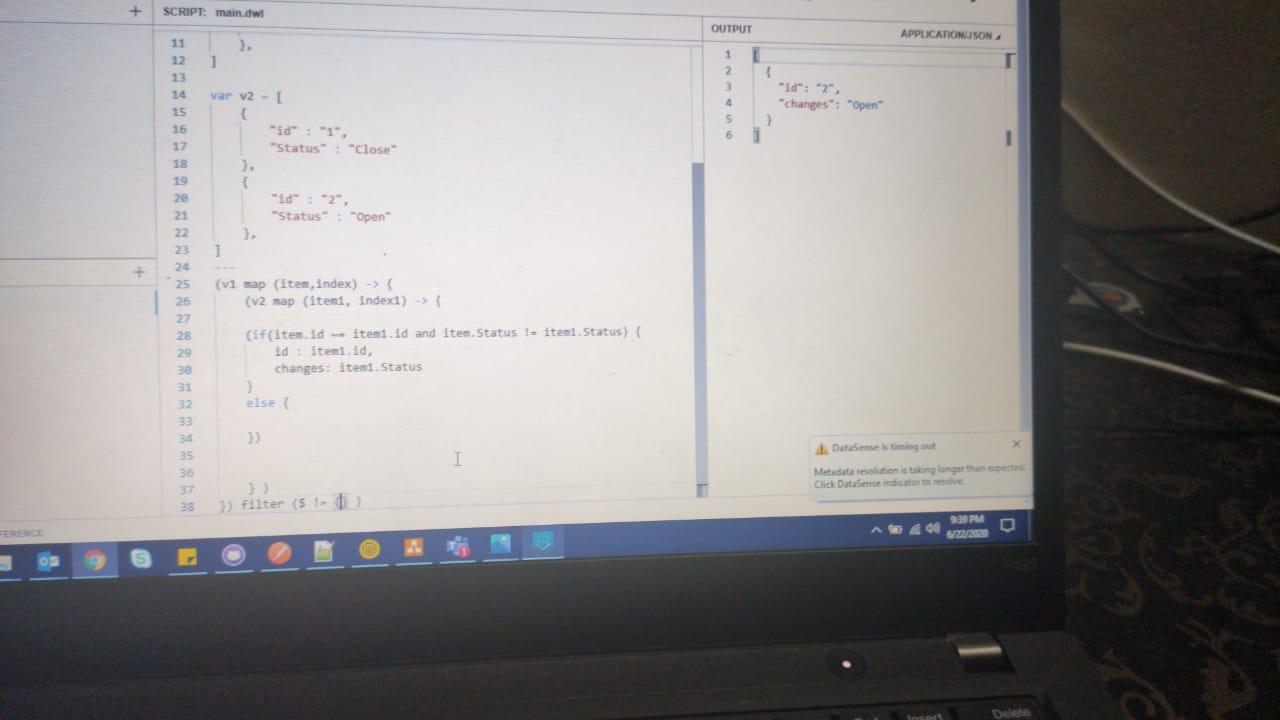 + SCRIPT: main.dwl
11 },
12 ]
13
14 var v2 = [
15 {
16 "id" : "1",
17 "Status" : "Close"
18 },
19 {
20 "id" : "2",
21 "Status" : "Open"
22 },
23 ]
24 ---
25 (v1 map (item,index) -> {
26 (v2 map (item1, index1) -> {
27
28 (if(item.id ~= item1.id and item.Status != item1.Status) {
29 id : item1.id,
30 changes: item1.Status
31 }
32 else {
33
34 })
35
36
37 } )
38 }) filter ($ != {} )
+
OUTPUT
APPLICATION/JSON
1 [
2 {
3 "id": "2",
4 "changes": "Open"
5 }
6 ]
DataSense is timing out
Metadata resolution is taking longer than expected.
Click DataSense indicator to resolve.
ERENCE
9:39 PM
6/22/2020
Insert
Delete